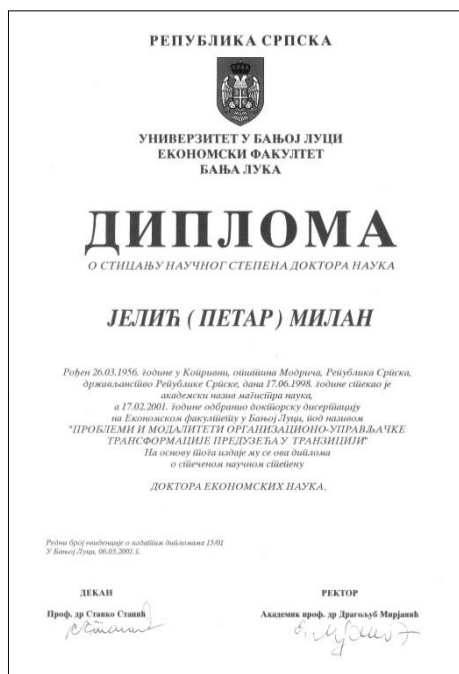 РЕПУБЛИКА СРПСКА
УНИВЕРЗИТЕТ У БАЊОЈ ЛУЦИ
ЕКОНОМСКИ ФАКУЛТЕТ
БАЊА ЛУКА
ДИПЛОМА
О СТИЦАЊУ НАУЧНОГ СТЕПЕНА ДОКТОРА НАУКА
ЈЕЛИЋ ( ПЕТАР ) МИЛАН
Рођен 26.03.1956. године у Копривни, општина Модрича, Република Српска,
држављанство Републике Српске, дана 17.06.1998. године стекао је
академски назив магистра наука,
а 17.02.2001. године одбранио докторску дисертацију
на Економском факултету у Бањој Луци, под називом
"ПРОБЛЕМИ И МОДАЛИТЕТИ ОРГАНИЗАЦИОНО-УПРАВЉАЧКЕ
ТРАНСФОРМАЦИЈЕ ПРЕДУЗЕЋА У ТРАНЗИЦИЈИ"
На основу тога издаје му се ова диплома
о стеченом научном степену
ДОКТОРА ЕКОНОМСКИХ НАУКА.
Редни број евиденције о издатим дипломама 15/01
У Бањој Луци, 06.03.2001.г.
ДЕКАН
Проф. др Станко Станић
РЕКТОР
Академик проф. др Драгољуб Мирјанић